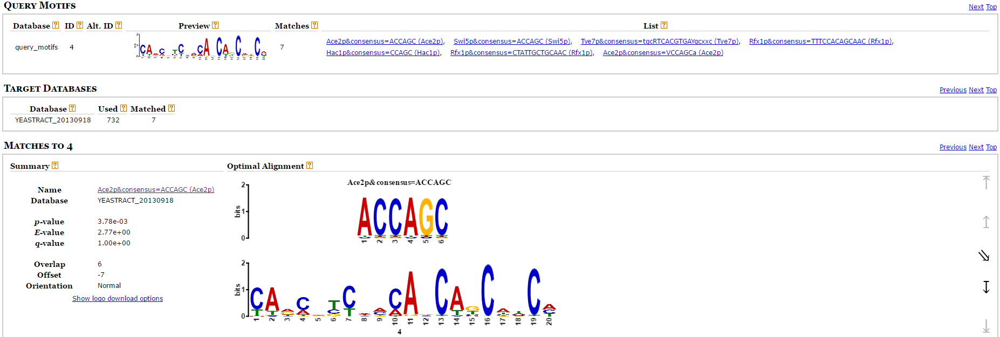 QUERY MOTIFS
Next Top
Database ? ID ? Alt. ID ? Preview ? Matches ? List ?
query_motifs 4 7 Ace2p&consensus=ACCAGC (Ace2p), Swi5p&consensus=ACCAGC (Swi5p), Tye7p&consensus=tgcRTCACGTGAYgcxxc (Tye7p), Rfx1p&consensus=TTTCCACAGCAAC (Rfx1p),
Hac1p&consensus=CCAGC (Hac1p), Rfx1p&consensus=CTATTGCTGCAAC (Rfx1p), Ace2p&consensus=VCCAGCa (Ace2p)
TARGET DATABASES
Previous Next Top
Database ? Used ? Matched ?
YEASTRACT_20130918 732 7
MATCHES TO 4
Previous Next Top
Summary ? Optimal Alignment ?
Name Ace2p&consensus=ACCAGC (Ace2p)
Database YEASTRACT_20130918
p-value 3.78e-03
E-value 2.77e+00
q-value 1.00e+00
Overlap 6
Offset -7
Orientation Normal
Show logo download options
Ace2p&consensus=ACCAGC
2
bits
1
0
ACCAGC
1 2 3 4 5 6
2
bits
1
0
1 2 3 4 5 6 7 8 9 10 11 12 13 14 15 16 17 18 19 20
4